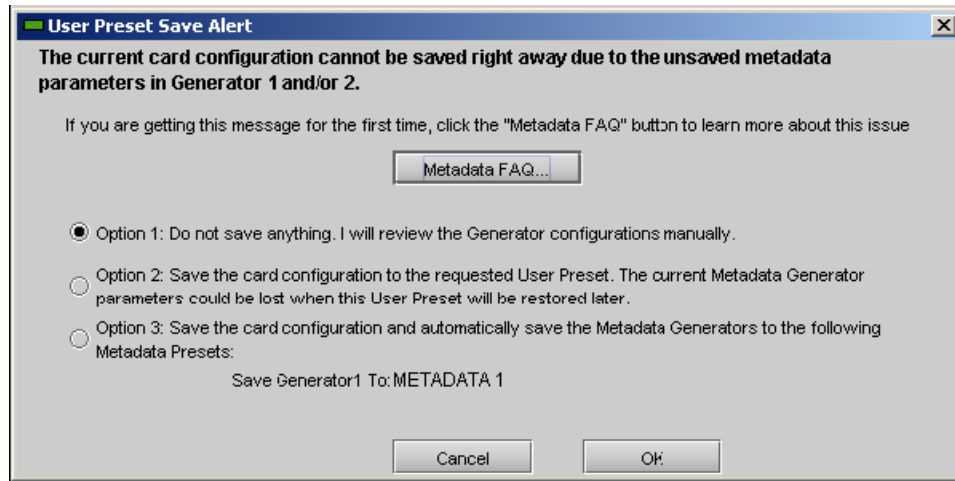 User Preset Save Alert
The current card configuration cannot be saved right away due to the unsaved metadata
parameters in Generator 1 and/or 2.
If you are getting this message for the first time, click the "Metadata FAQ" button to learn more about this issue
Metadata FAQ...
Option 1: Do not save anything. I will review the Generator configurations manually.
Option 2: Save the card configuration to the requested User Preset. The current Metadata Generator
parameters could be lost when this User Preset will be restored later.
Option 3: Save the card configuration and automatically save the Metadata Generators to the following
Metadata Presets:
Save Generator1 To: METADATA 1
Cancel OK